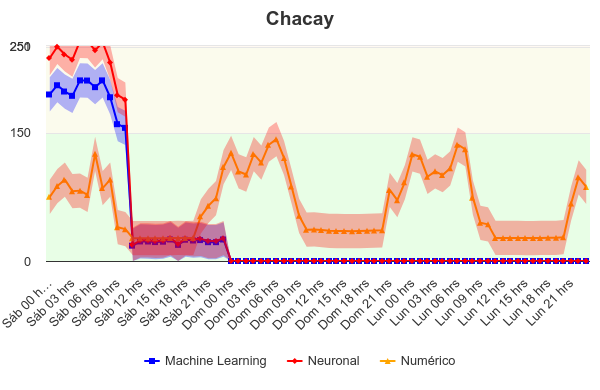 Chacay
250
150
0
Sáb 00 h…
Sáb 03 hrs
Sáb 06 hrs
Sáb 09 hrs
Sáb 12 hrs
Sáb 15 hrs
Sáb 18 hrs
Sáb 21 hrs
Dom 00 hrs
Dom 03 hrs
Dom 06 hrs
Dom 09 hrs
Dom 12 hrs
Dom 15 hrs
Dom 18 hrs
Dom 21 hrs
Lun 00 hrs
Lun 03 hrs
Lun 06 hrs
Lun 09 hrs
Lun 12 hrs
Lun 15 hrs
Lun 18 hrs
Lun 21 hrs
Machine Learning Neuronal Numérico